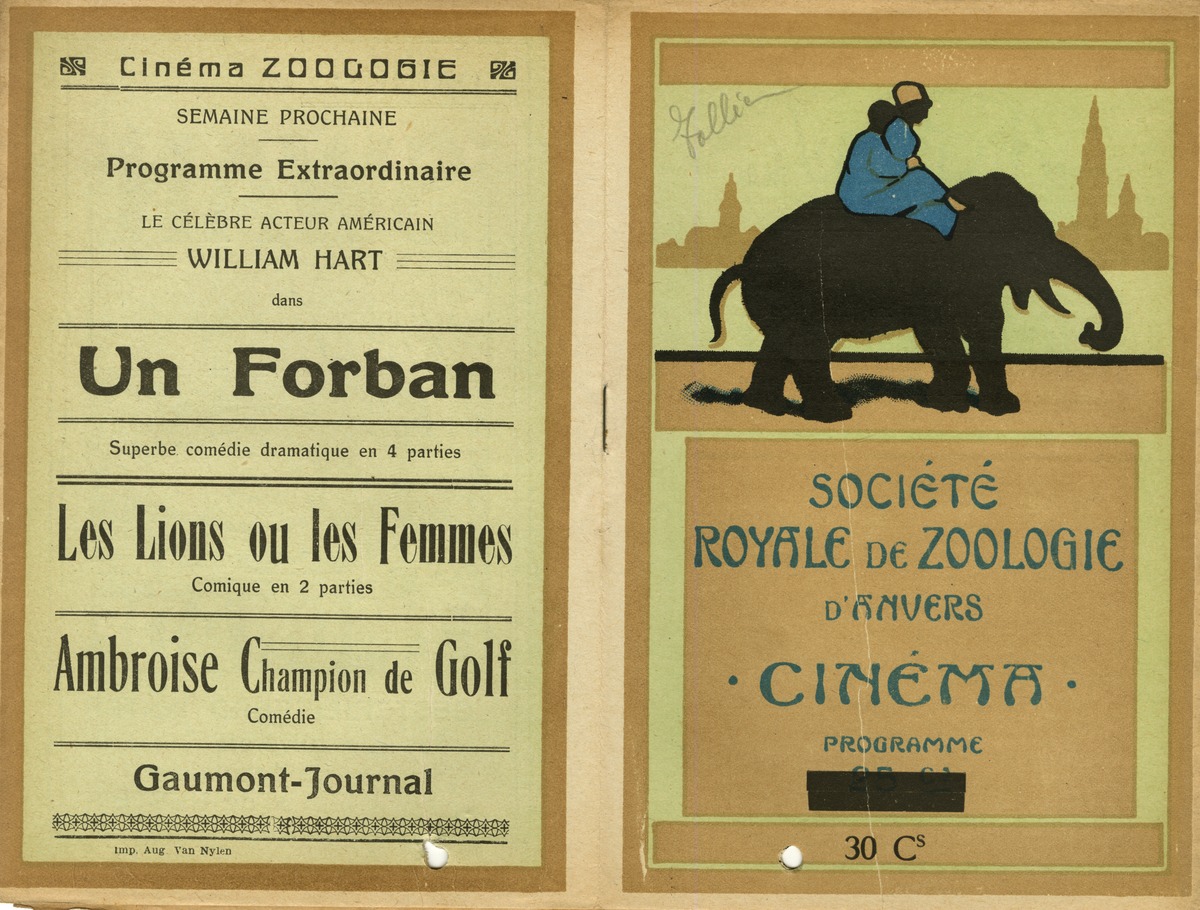 Cinéma ZOOLOGIE
SEMAINE PROCHAINE
Programme Extraordinaire
LE CÉLÈBRE ACTEUR AMÉRICAIN
WILLIAM HART
dans
Un Forban
Superbe comédie dramatique en 4 parties
Les Lions ou les Femmes
Comique en 2 parties
Ambroise Champion de Golf
Comédie
Gaumont-Journal
Imp. Aug Van Nylen
SOCIÉTÉ
ROYALE DE ZOOLOGIE
D'ANVERS
· CINÉMA ·
PROGRAMME
30 Cs